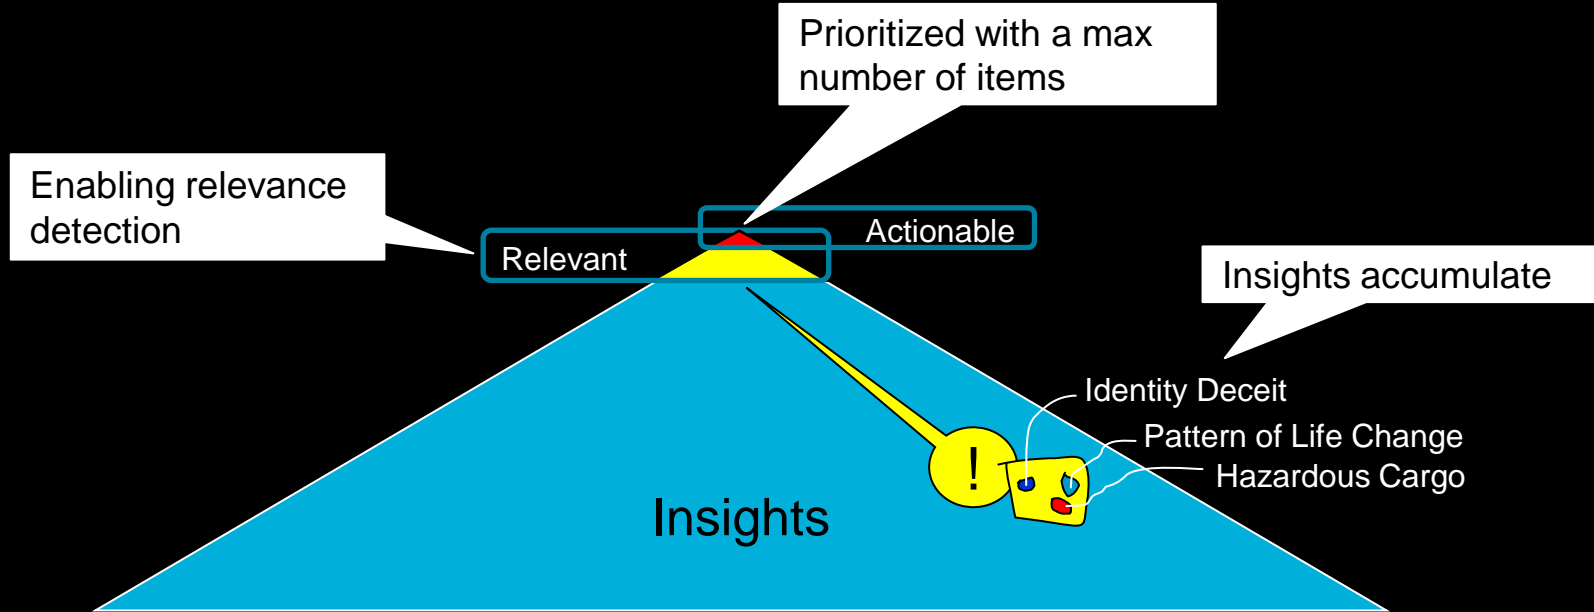 Prioritized with a max
number of items
Enabling relevance
detection
Actionable
Relevant
Insights accumulate
Identity Deceit
Pattern of Life Change
Hazardous Cargo
!
Insights